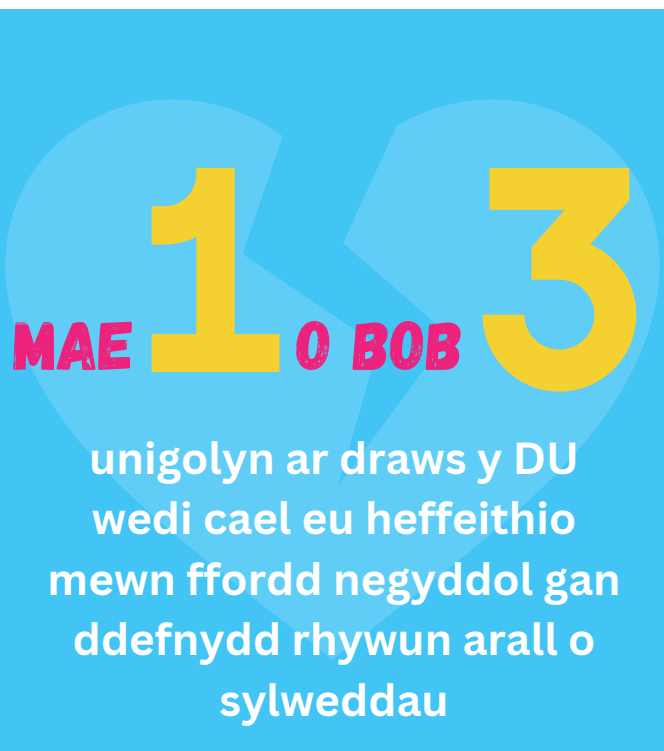 MAE 1 O BOB 3
unigolyn ar draws y DU
wedi cael eu heffeithio
mewn ffordd negyddol gan
ddefnydd rhywun arall o
sylweddau